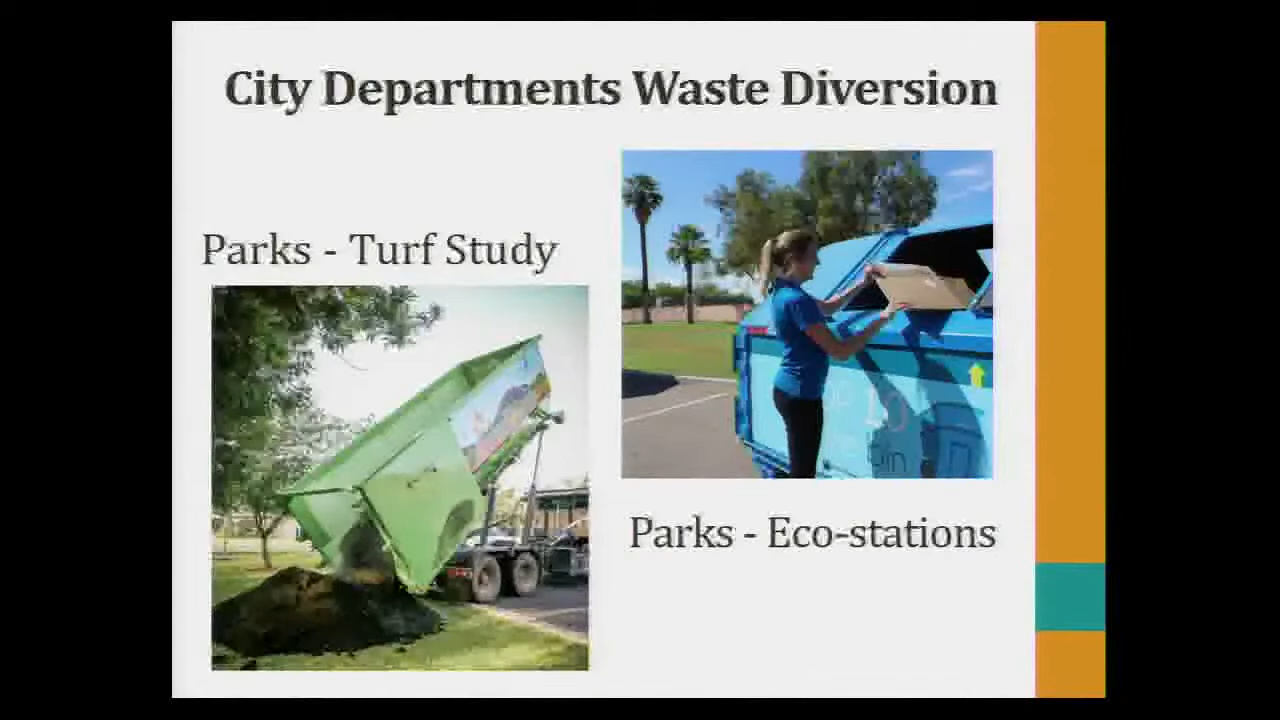 City Departments Waste Diversion
Parks - Turf Study
Parks - Eco-stations